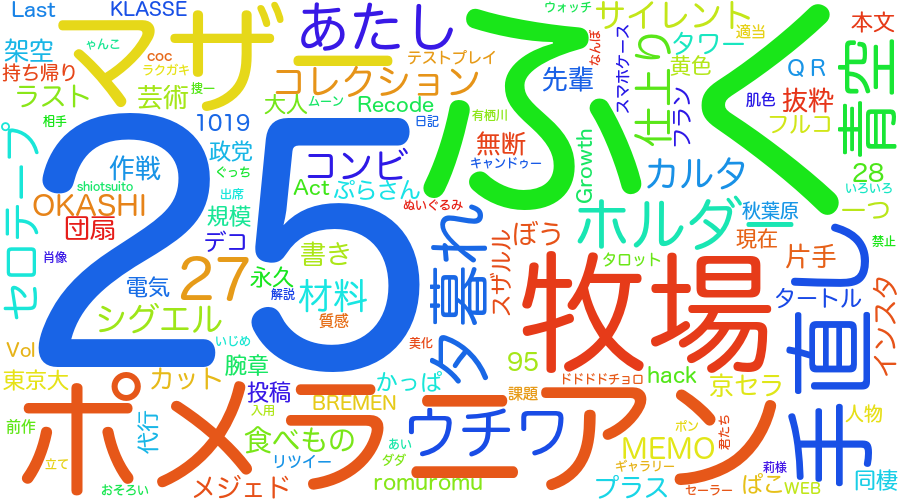 Last
KLASSE
ウォッチ
あたし
サイレント
適当
本文
マザー
ゃんこ
coc
テストプレイ
なんぼ
タワー
架空
持ち帰り
ラクガキ
捜一
コレクション
先輩
スマホケース
仕上り
黄色
QR
青空
ラスト
芸術
大人
ムーン
Recode
ふく
フラン
肌色
抜粋
相手
1019
日記
有栖川
無断
フルコ
セロテープ
作戦
政党
25
コンビ
キャンドゥー
Growth
カルタ
28
shiotsuito
ぐっち
Act
ぷらさん
いろいろ
OKASHI
出席
規模
ぬいぐるみ
ホルダー
秋葉原
一つ
団扇
デコ
書き
夕暮れ
ぼう
現在
禁止
肖像
電気
27
永久
解説
材料
スザルル
牧場
タロット
片手
手直し
タートル
インスタ
シグエル
質感
美化
いじめ
腕章
95
ドドドドチョロ
hack
京セラ
Vol
東京大
カット
投稿
入用
かっぱ
課題
BREMEN
ポメラニアン
ウチワ
君たち
人物
前作
代行
食べもの
あい
MEMO
ポン
立て
リツイー
ダダ
ギャラリー
莉様
同棲
おそろい
メジェド
romuromu
プラス
セーラー
ぱこ
WEB